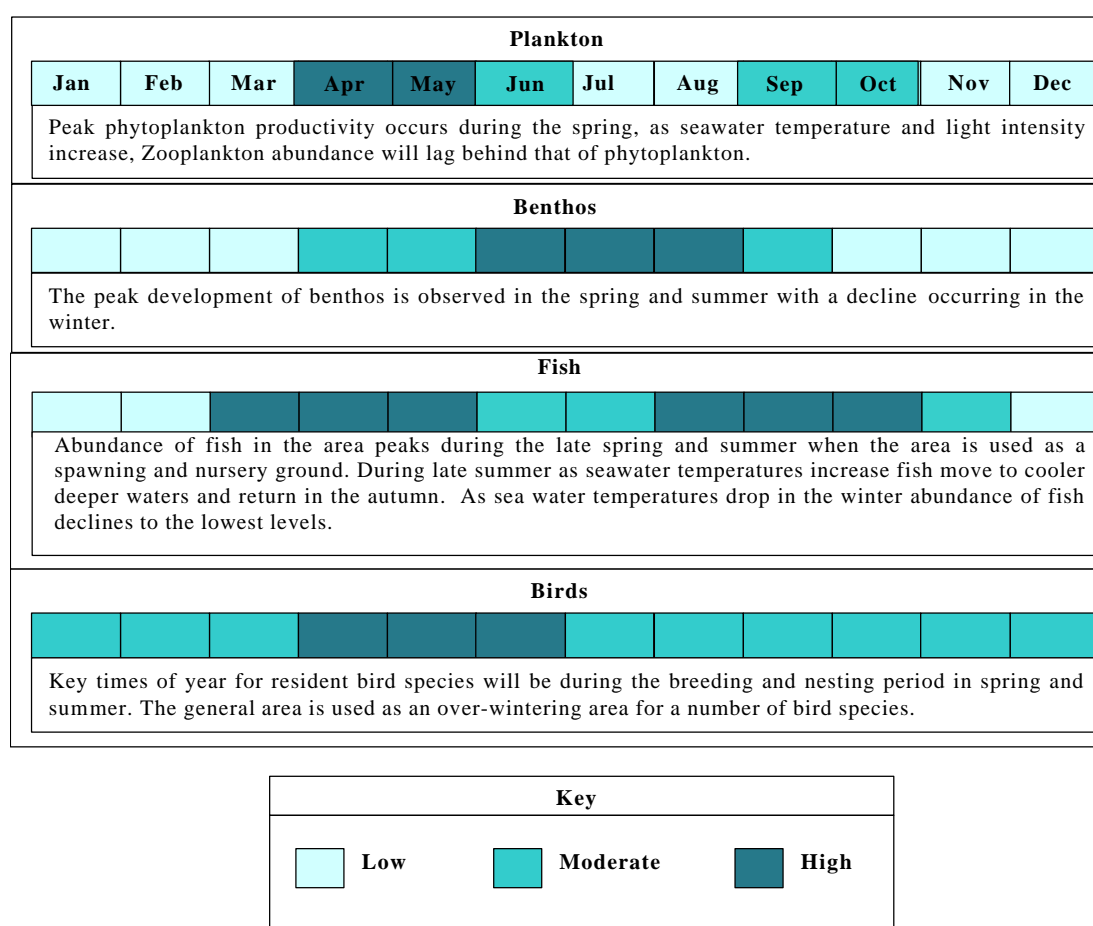 Plankton
Jan Feb Mar Apr May Jun Jul Aug Sep Oct Nov Dec
Peak phytoplankton productivity occurs during the spring, as seawater temperature and light intensity
increase, Zooplankton abundance will lag behind that of phytoplankton.
Benthos
The peak development of benthos is observed in the spring and summer with a decline occurring in the
winter.
Fish
Abundance of fish in the area peaks during the late spring and summer when the area is used as a
spawning and nursery ground. During late summer as seawater temperatures increase fish move to cooler
deeper waters and return in the autumn. As sea water temperatures drop in the winter abundance of fish
declines to the lowest levels.
Birds
Key times of year for resident bird species will be during the breeding and nesting period in spring and
summer. The general area is used as an over-wintering area for a number of bird species.
Key
Low Moderate High